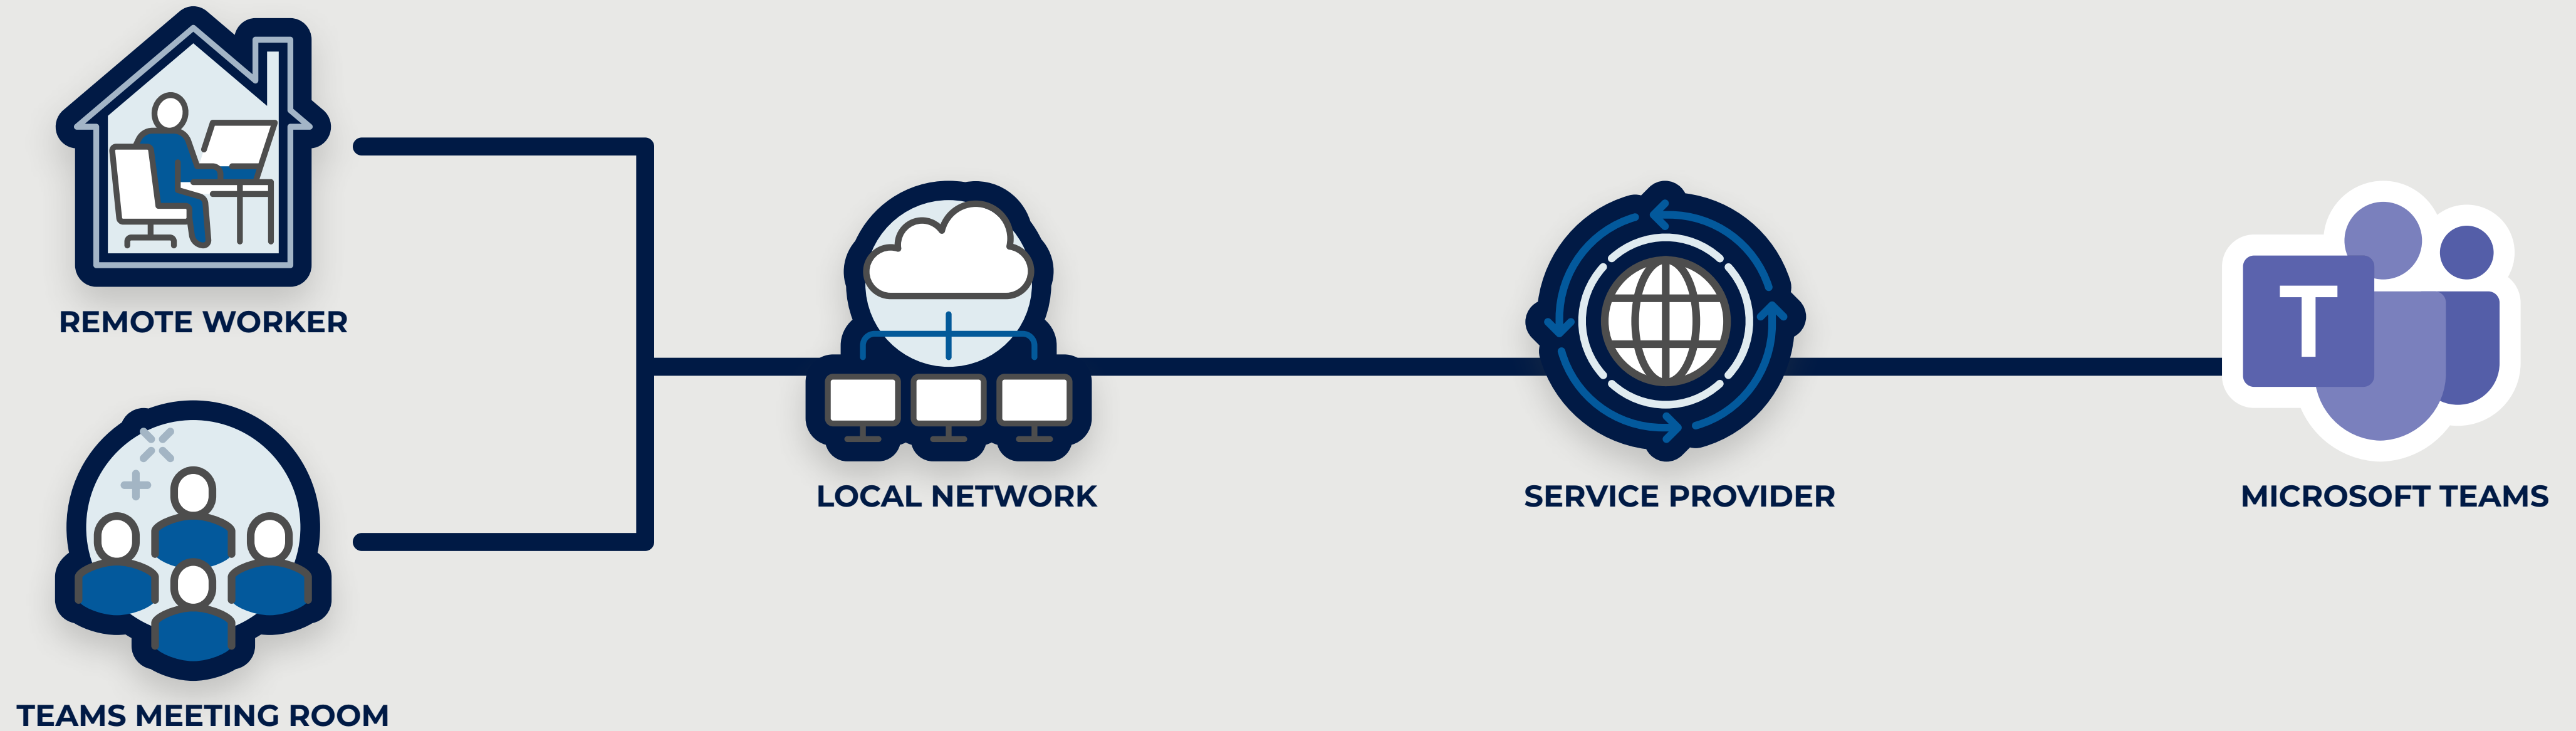 REMOTE WORKER
TEAMS MEETING ROOM
LOCAL NETWORK
SERVICE PROVIDER
T
MICROSOFT TEAMS